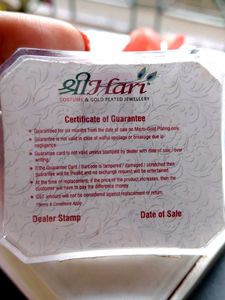 श्रीHari
COSTUME & GOLD PLATED JEWELLERY
Certificate of Guarantee
Guaranteed for six months from the date of sale on Micro-Gold Plating only.
Guarantee is not valid in case of wilful spoilage or breakage due to
negligence.
Guarantee card is not valid unless stamped by dealer with date of sale / over
writing.
If the Guarantee Card / Barcode is tampered / damaged / scratched then
guarantee will be invalid and no exchange request will be entertained.
At the time of replacement, if the price of the product increases, then the
customer will have to pay the difference money.
GST amount will not be considered against replacement or return.
*Terms & Conditions Apply
Dealer Stamp
Date of Sale